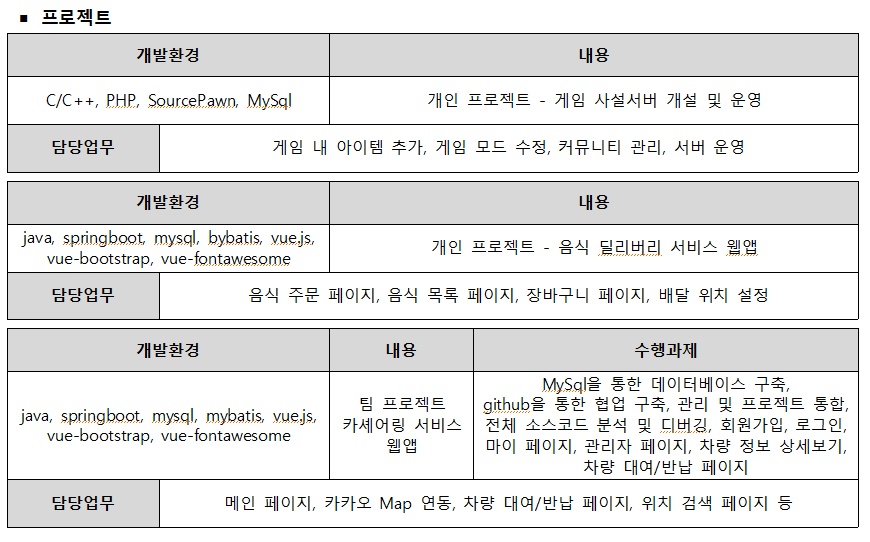 ■ 프로젝트
개발환경 내용
C/C++, PHP, SourcePawn, MySql 개인 프로젝트 - 게임 사설서버 개설 및 운영
담당업무 게임 내 아이템 추가, 게임 모드 수정, 커뮤니티 관리, 서버 운영
개발환경 내용
java, springboot, mysql, bybatis, vue.js,
vue-bootstrap, vue-fontawesome
개인 프로젝트 - 음식 딜리버리 서비스 웹앱
담당업무 음식 주문 페이지, 음식 목록 페이지, 장바구니 페이지, 배달 위치 설정
개발환경 내용 수행과제
java, springboot, mysql, mybatis, vue.js,
vue-bootstrap, vue-fontawesome
팀 프로젝트
카셰어링 서비스
웹앱
MySql을 통한 데이터베이스 구축,
github을 통한 협업 구축, 관리 및 프로젝트 통합,
전체 소스코드 분석 및 디버깅, 회원가입, 로그인,
마이 페이지, 관리자 페이지, 차량 정보 상세보기,
차량 대여/반납 페이지
담당업무 메인 페이지, 카카오 Map 연동, 차량 대여/반납 페이지, 위치 검색 페이지 등